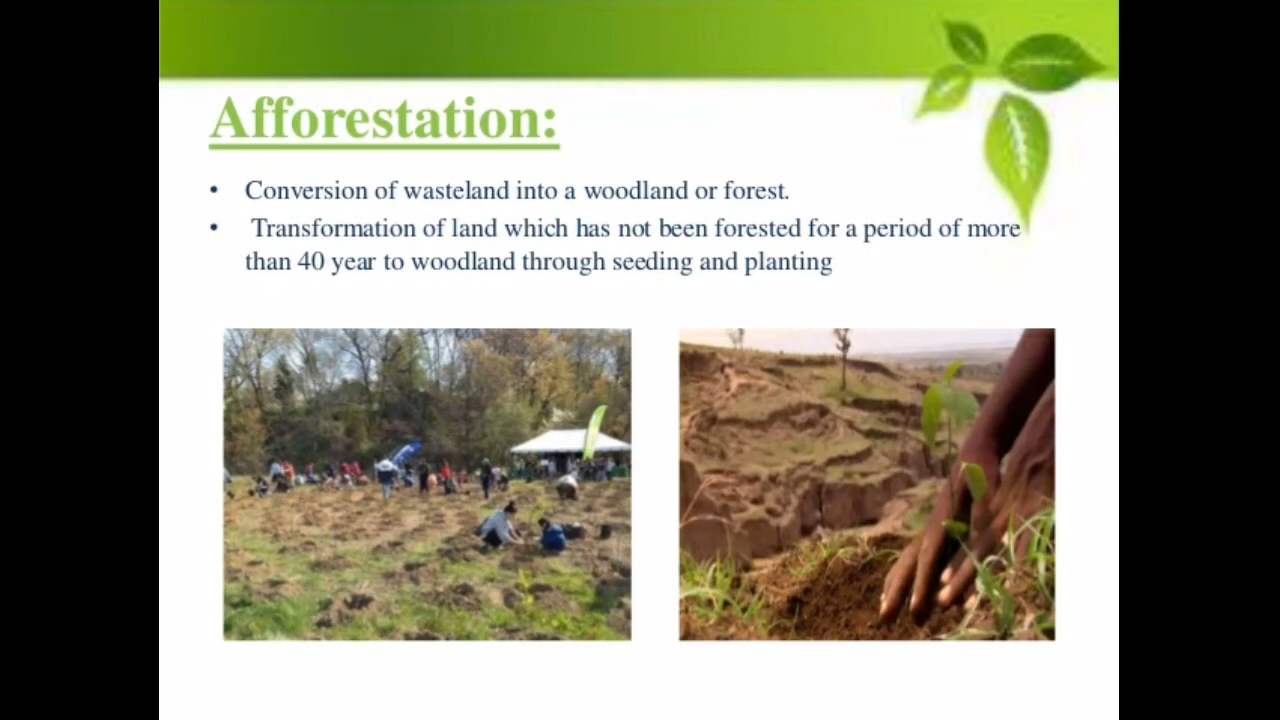 Afforestation:
• Conversion of wasteland into a woodland or forest.
• Transformation of land which has not been forested for a period of more
than 40 year to woodland through seeding and planting